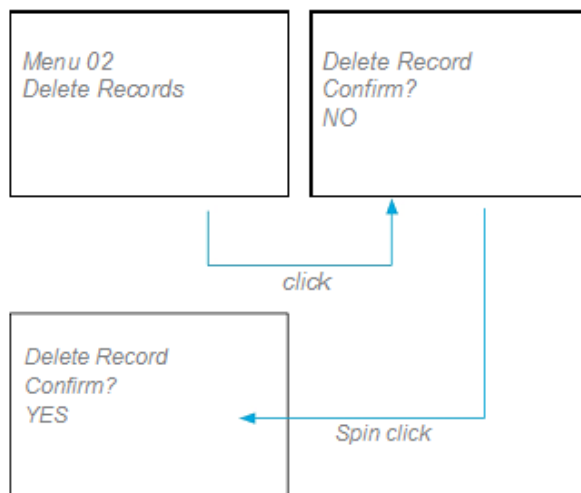 Menu 02
Delete Records
Delete Record
Confirm?
NO
click
Delete Record
Confirm?
YES
Spin click